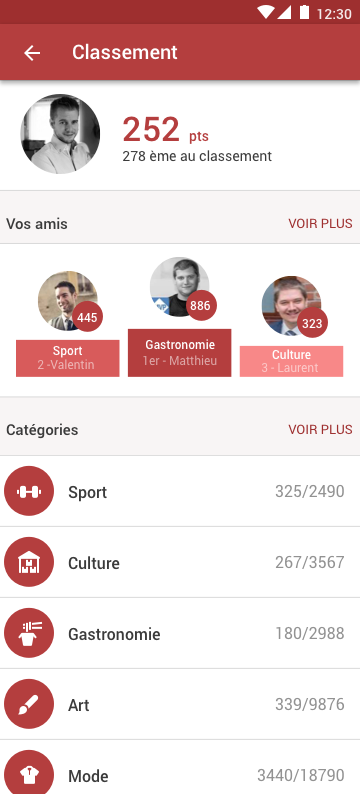 12:30
Classement
252 pts
278 ème au classement
Vos amis
VOIR PLUS
445
886
323
Sport
2 -Valentin
Gastronomie
1er - Matthieu
Culture
3 - Laurent
Catégories
VOIR PLUS
Sport
325/2490
Culture
267/3567
Gastronomie
180/2988
Art
339/9876
Mode
3440/18790